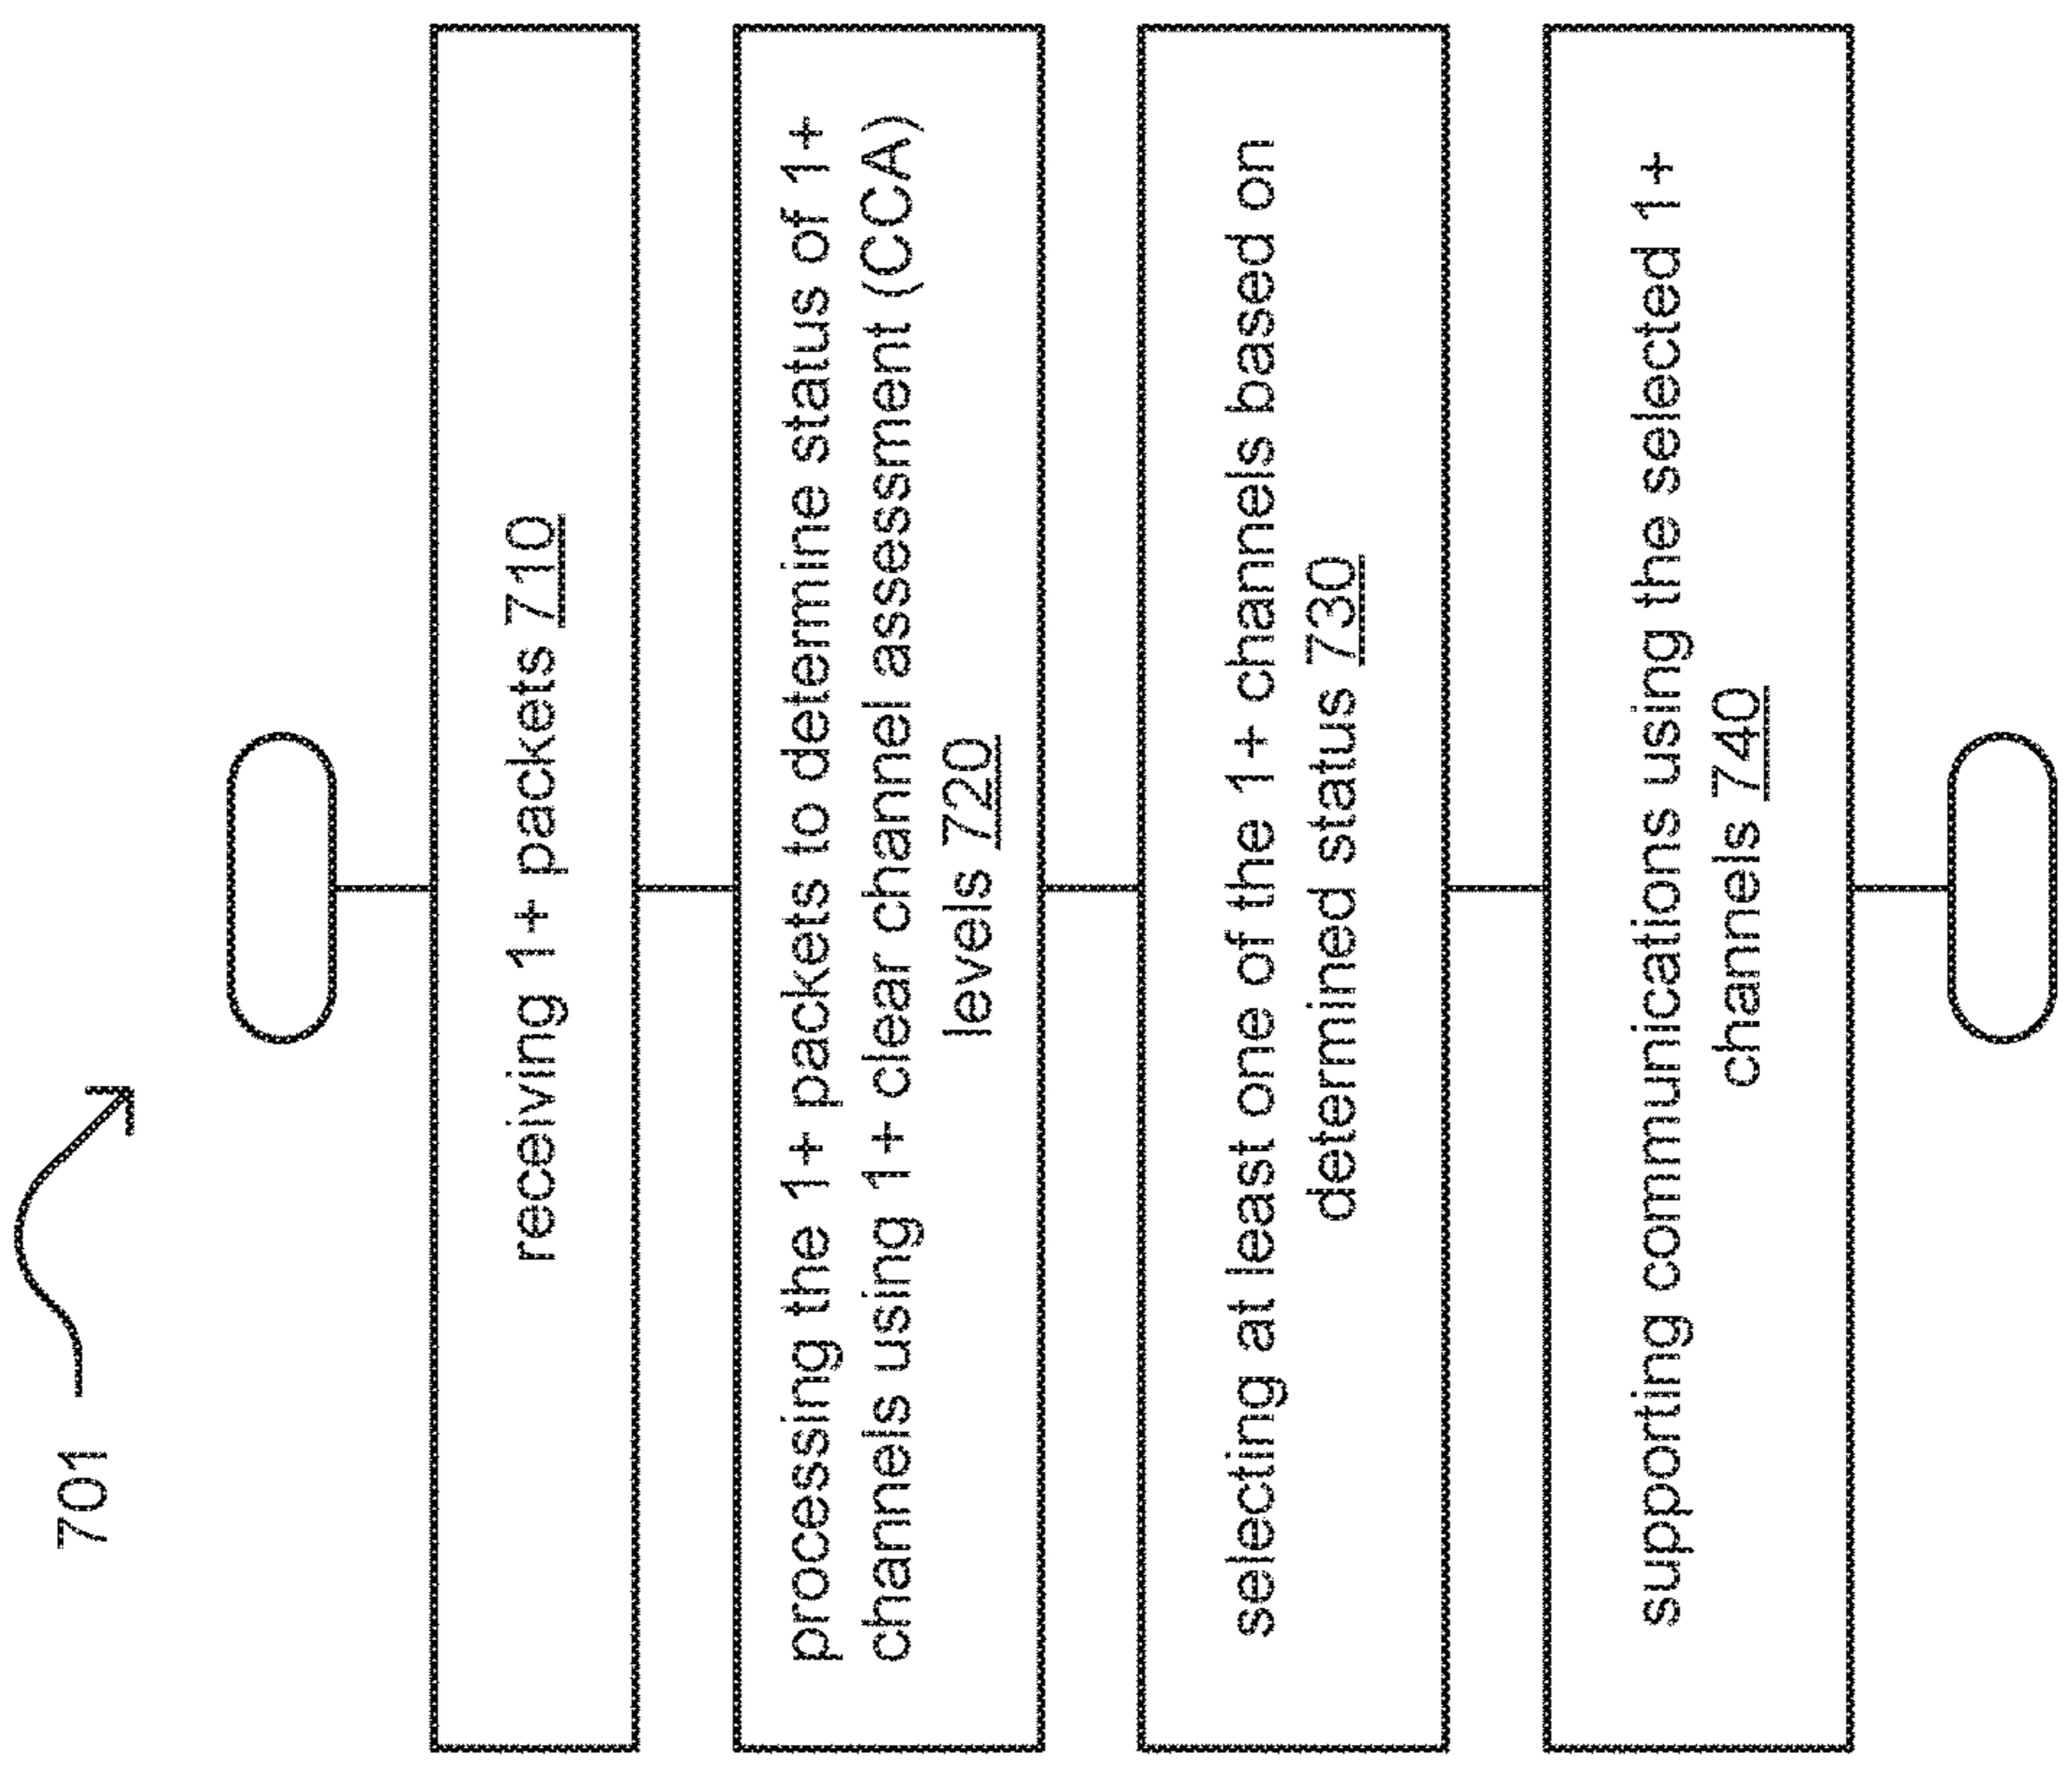 701
receiving 1+ packets 710
processing the 1+ packets to determine status of 1+
channels using 1+ clear channel assessment (CCA)
levels 720
selecting at least one of the 1+ channels based on
determined status 730
supporting communications using the selected 1+
channels 740